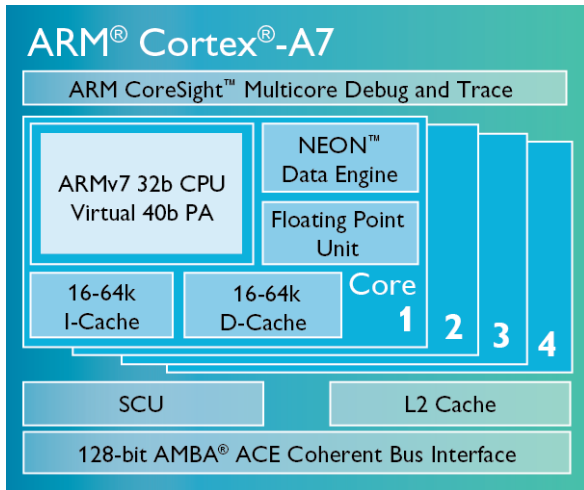 ARM® Cortex®-A7
ARM CoreSight™ Multicore Debug and Trace
ARMv7 32b CPU
Virtual 40b PA
NEON™
Data Engine
Floating Point
Unit
16-64k
I-Cache
16-64k
D-Cache
Core
1
2
3
4
SCU
L2 Cache
128-bit AMBA® ACE Coherent Bus Interface